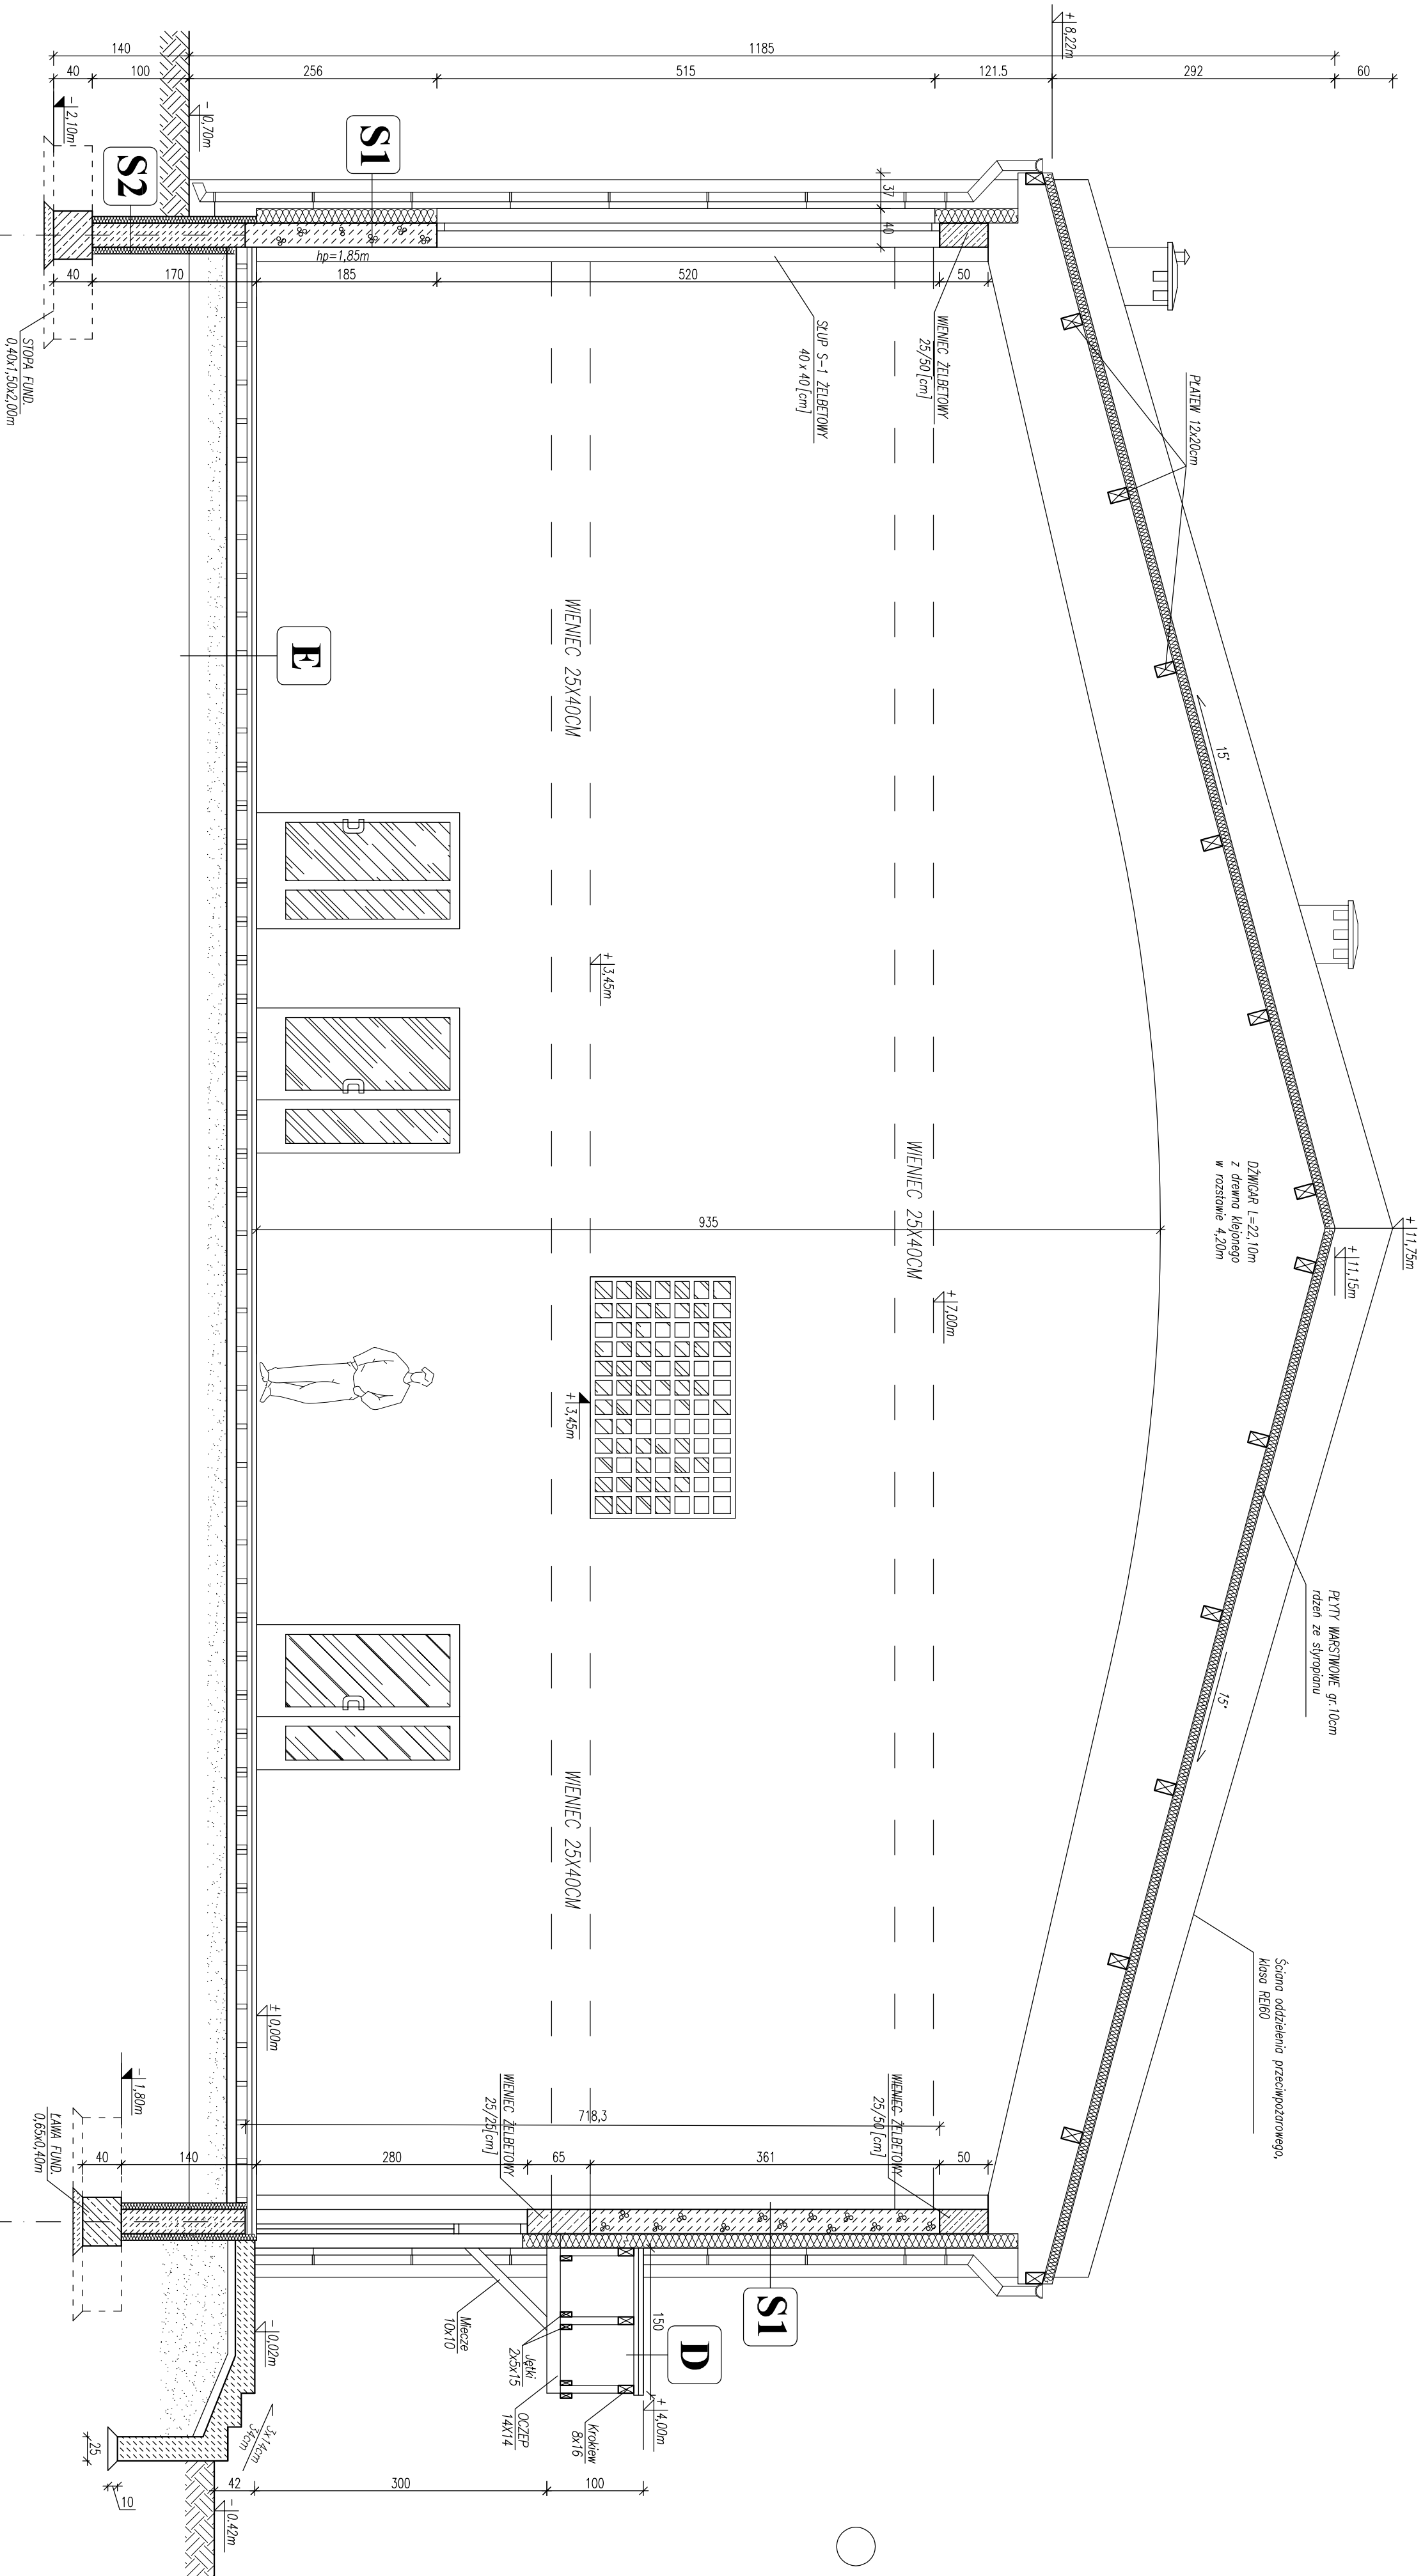 +11,75m
+11,15m
DŹWIGAR L=22,10m
z drewna klejonego
w rozstawie 4,20m
PŁYTY WARSTWOWE gr.10cm
rdzeń ze styropianu
Ściana oddzielenia przeciwpożarowego,
klasa REI60
PŁATEW 12x20cm
15°
15°
+8,22m
60
292
121.5
515
256
1185
140
100
40
-0,70m
-2,10m
37
40
50
520
185
170
40
hp=1,85m
S1
S2
WIENIEC ŻELBETOWY
25/50 [cm]
SŁUP S-1 ŻELBETOWY
40 x 40 [cm]
STOPA FUND.
0,40x1,50x2,00m
WIENIEC 25X40CM
WIENIEC 25X40CM
WIENIEC 25X40CM
+3,45m
+7,00m
+3,45m
935
E
±0,00m
WIENIEC ŻELBETOWY
25/50 [cm]
WIENIEC ŻELBETOWY
25/25[cm]
718,3
50
361
65
280
140
40
-1,80m
ŁAWA FUND.
0,65x0,40m
S1
D
150
+4,00m
Krokiew
8x16
OCZEP
14X14
Jętki
2x5x15
Miecze
10x10
-0,02m
3x14cm
34cm
100
300
42
-0.42m
25
10